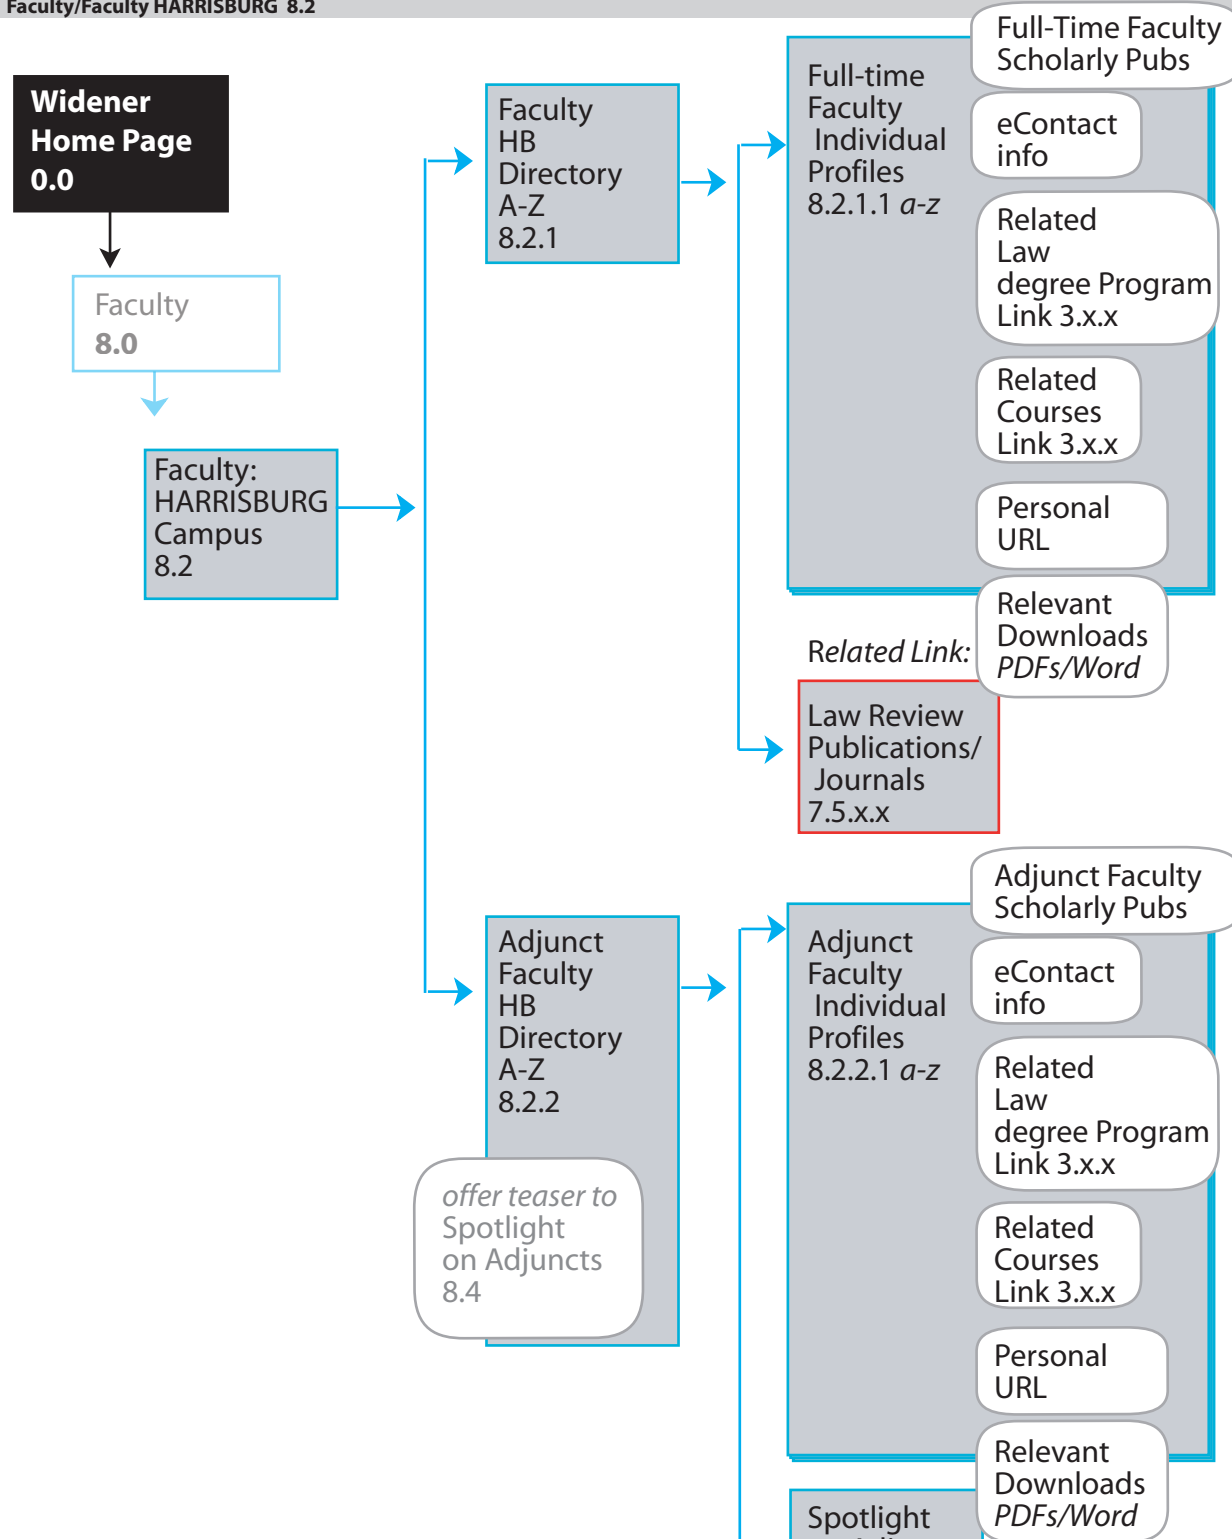 Faculty/Faculty HARRISBURG 8.2
Widener
Home Page
0.0
Faculty
8.0
Faculty:
HARRISBURG
Campus
8.2
Faculty
HB
Directory
A-Z
8.2.1
Full-time
Faculty
Individual
Profiles
8.2.1.1 a-z
Full-Time Faculty
Scholarly Pubs
eContact
info
Related
Law
degree Program
Link 3.x.x
Related
Courses
Link 3.x.x
Personal
URL
Relevant
Downloads
PDFs/Word
Related Link:
Law Review
Publications/
Journals
7.5.x.x
Adjunct
Faculty
HB
Directory
A-Z
8.2.2
offer teaser to
Spotlight
on Adjuncts
8.4
Adjunct
Faculty
Individual
Profiles
8.2.2.1 a-z
Adjunct Faculty
Scholarly Pubs
eContact
info
Related
Law
degree Program
Link 3.x.x
Related
Courses
Link 3.x.x
Personal
URL
Relevant
Downloads
PDFs/Word
Spotlight